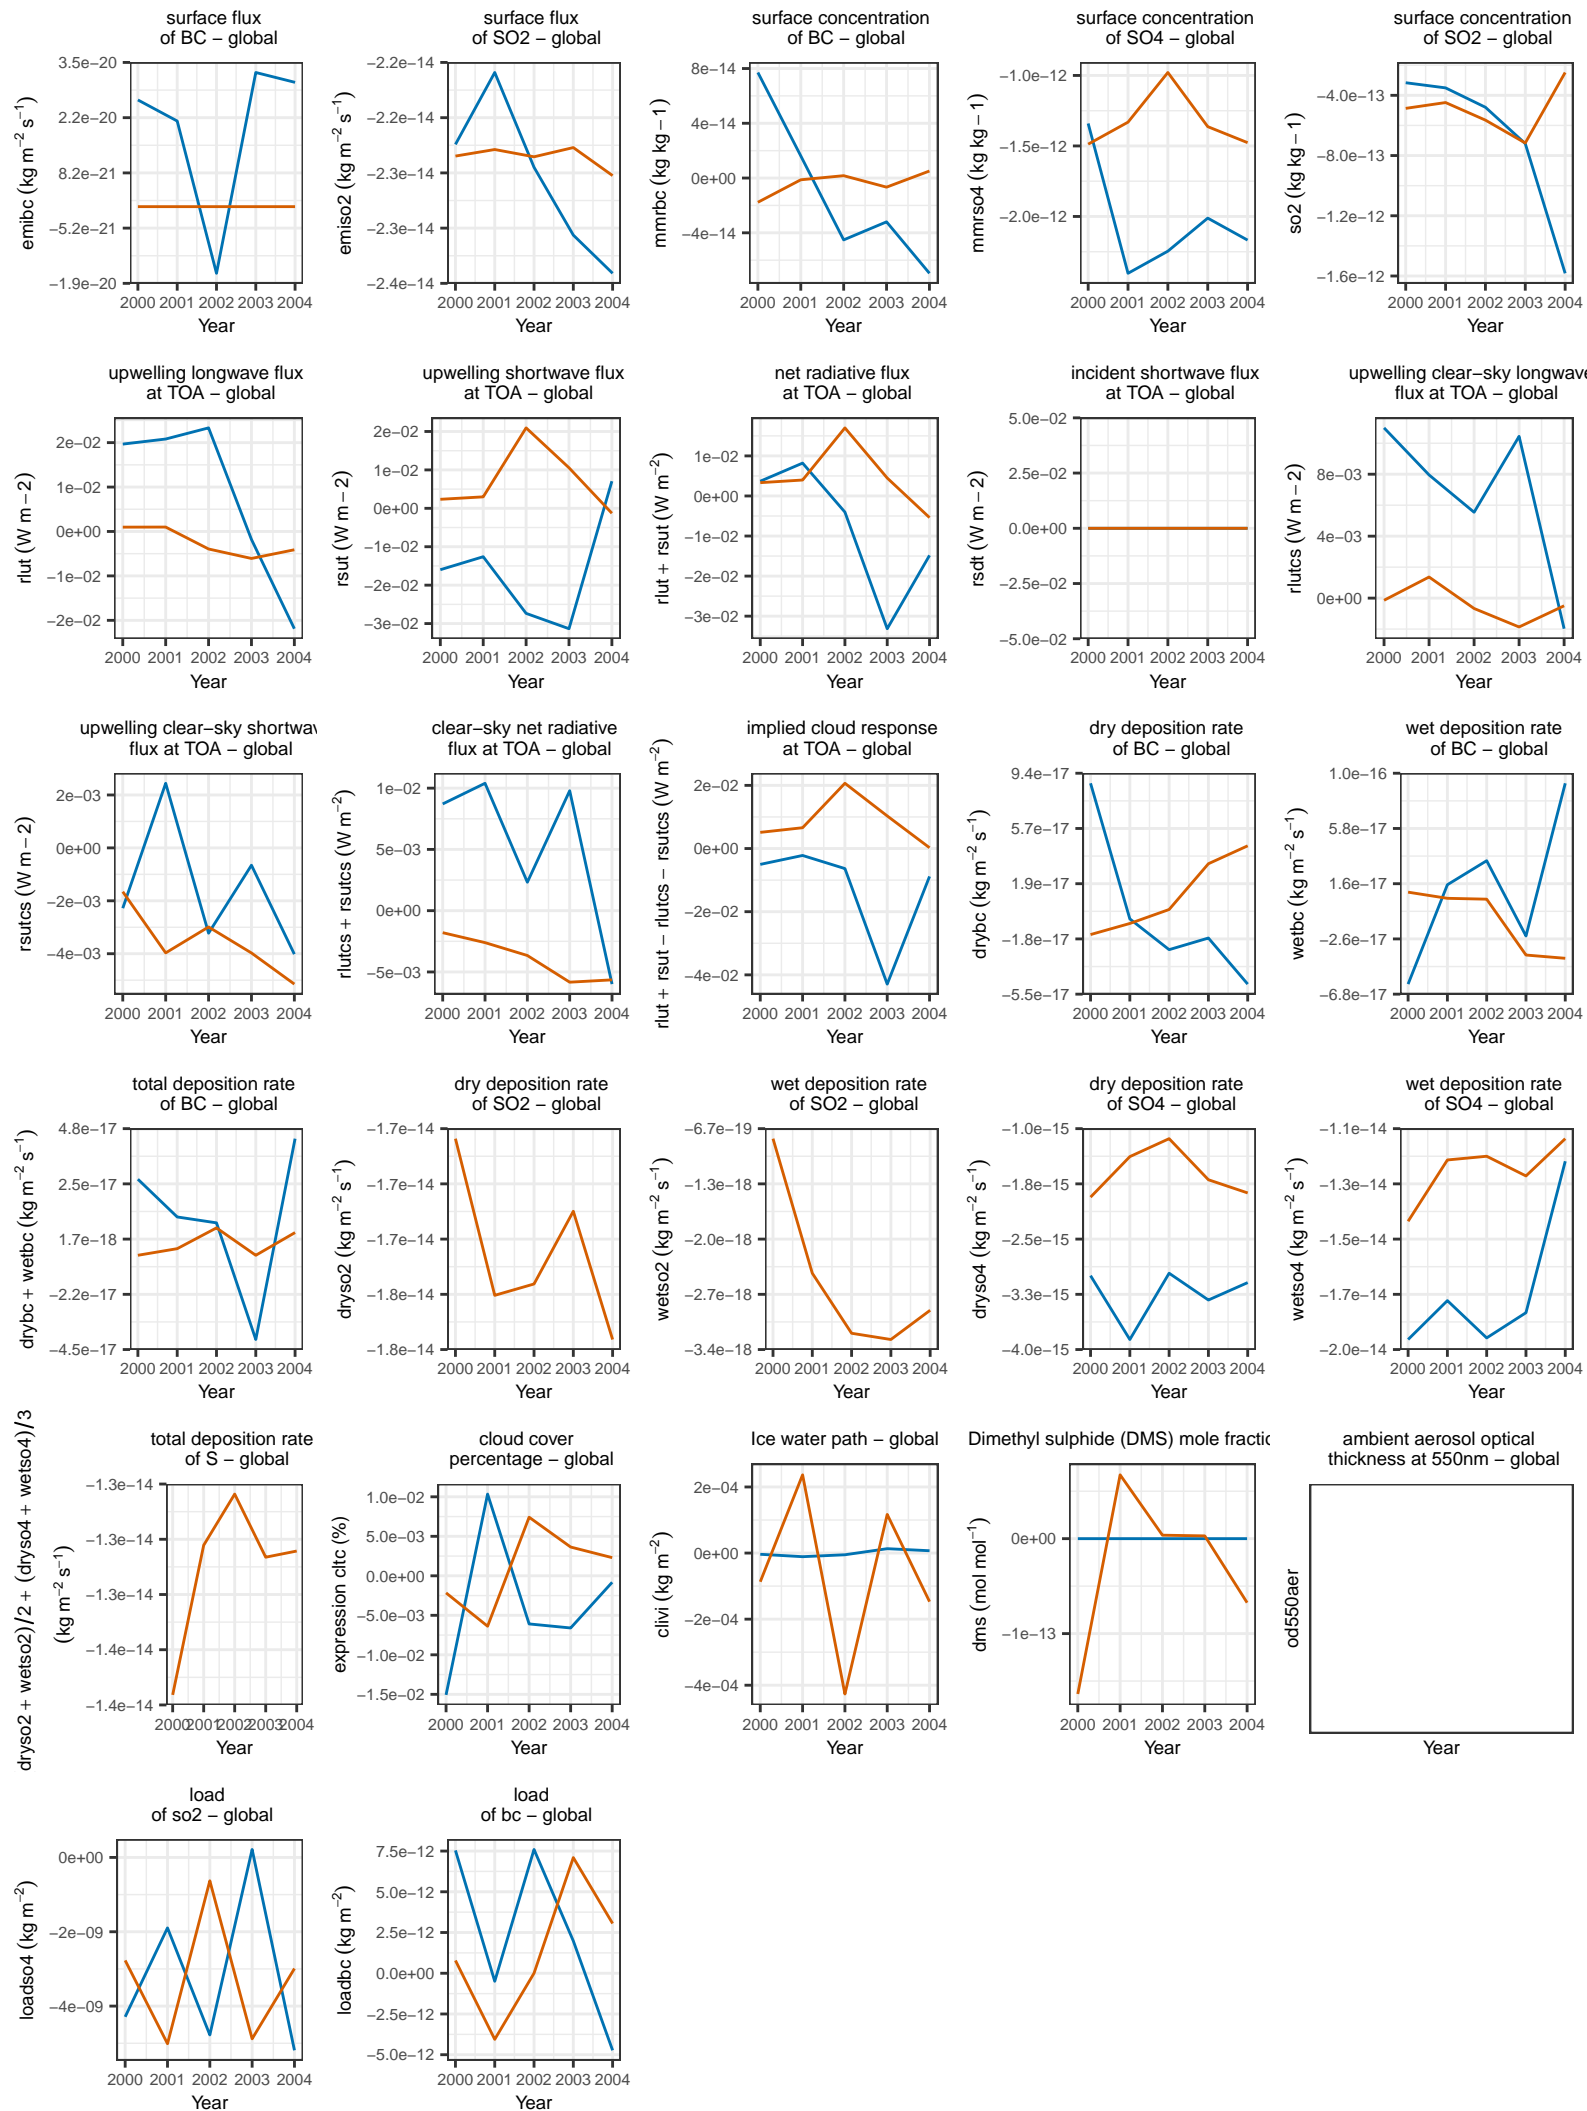 surface flux
of BC − global
emibc (kg m−2 s−1)
3.5e−20
2.2e−20
8.2e−21
−5.2e−21
−1.9e−20
2000 2001 2002 2003 2004
Year
surface flux
of SO2 − global
emiso2 (kg m−2 s−1)
−2.2e−14
−2.2e−14
−2.3e−14
−2.3e−14
−2.4e−14
2000 2001 2002 2003 2004
Year
surface concentration
of BC − global
mmrbc (kg kg − 1)
8e−14
4e−14
0e+00
−4e−14
2000 2001 2002 2003 2004
Year
surface concentration
of SO4 − global
mmrso4 (kg kg − 1)
−1.0e−12
−1.5e−12
−2.0e−12
2000 2001 2002 2003 2004
Year
surface concentration
of SO2 − global
so2 (kg kg − 1)
−4.0e−13
−8.0e−13
−1.2e−12
−1.6e−12
2000 2001 2002 2003 2004
Year
upwelling longwave flux
at TOA − global
rlut (W m − 2)
2e−02
1e−02
0e+00
−1e−02
−2e−02
2000 2001 2002 2003 2004
Year
upwelling shortwave flux
at TOA − global
rsut (W m − 2)
2e−02
1e−02
0e+00
−1e−02
−2e−02
−3e−02
2000 2001 2002 2003 2004
Year
net radiative flux
at TOA − global
rlut + rsut (W m−2)
1e−02
0e+00
−1e−02
−2e−02
−3e−02
2000 2001 2002 2003 2004
Year
incident shortwave flux
at TOA − global
rsdt (W m − 2)
5.0e−02
2.5e−02
0.0e+00
−2.5e−02
−5.0e−02
2000 2001 2002 2003 2004
Year
upwelling clear−sky longwave
flux at TOA − global
rlutcs (W m − 2)
8e−03
4e−03
0e+00
2000 2001 2002 2003 2004
Year
upwelling clear−sky shortwav
flux at TOA − global
rsutcs (W m − 2)
2e−03
0e+00
−2e−03
−4e−03
2000 2001 2002 2003 2004
Year
clear−sky net radiative
flux at TOA − global
rlutcs + rsutcs (W m−2)
1e−02
5e−03
0e+00
−5e−03
2000 2001 2002 2003 2004
Year
implied cloud response
at TOA − global
rlut + rsut − rlutcs − rsutcs (W m−2)
2e−02
0e+00
−2e−02
−4e−02
2000 2001 2002 2003 2004
Year
dry deposition rate
of BC − global
drybc (kg m−2 s−1)
9.4e−17
5.7e−17
1.9e−17
−1.8e−17
−5.5e−17
2000 2001 2002 2003 2004
Year
wet deposition rate
of BC − global
wetbc (kg m−2 s−1)
1.0e−16
5.8e−17
1.6e−17
−2.6e−17
−6.8e−17
2000 2001 2002 2003 2004
Year
total deposition rate
of BC − global
drybc + wetbc (kg m−2 s−1)
4.8e−17
2.5e−17
1.7e−18
−2.2e−17
−4.5e−17
2000 2001 2002 2003 2004
Year
dry deposition rate
of SO2 − global
dryso2 (kg m−2 s−1)
−1.7e−14
−1.7e−14
−1.7e−14
−1.8e−14
−1.8e−14
2000 2001 2002 2003 2004
Year
wet deposition rate
of SO2 − global
wetso2 (kg m−2 s−1)
−6.7e−19
−1.3e−18
−2.0e−18
−2.7e−18
−3.4e−18
2000 2001 2002 2003 2004
Year
dry deposition rate
of SO4 − global
dryso4 (kg m−2 s−1)
−1.0e−15
−1.8e−15
−2.5e−15
−3.3e−15
−4.0e−15
2000 2001 2002 2003 2004
Year
wet deposition rate
of SO4 − global
wetso4 (kg m−2 s−1)
−1.1e−14
−1.3e−14
−1.5e−14
−1.7e−14
−2.0e−14
2000 2001 2002 2003 2004
Year
total deposition rate
of S − global
dryso2 + wetso2)/2 + (dryso4 + wetso4)/3
(kg m−2 s−1)
−1.3e−14
−1.3e−14
−1.3e−14
−1.4e−14
−1.4e−14
2000 2001 2002 2003 2004
Year
cloud cover
percentage − global
expression cltc (%)
1.0e−02
5.0e−03
0.0e+00
−5.0e−03
−1.0e−02
−1.5e−02
2000 2001 2002 2003 2004
Year
Ice water path − global
clivi (kg m−2)
2e−04
0e+00
−2e−04
−4e−04
2000 2001 2002 2003 2004
Year
Dimethyl sulphide (DMS) mole fractic
dms (mol mol−1)
0e+00
−1e−13
2000 2001 2002 2003 2004
Year
ambient aerosol optical
thickness at 550nm − global
od550aer
Year
load
of so2 − global
loadso4 (kg m−2)
0e+00
−2e−09
−4e−09
2000 2001 2002 2003 2004
Year
load
of bc − global
loadbc (kg m−2)
7.5e−12
5.0e−12
2.5e−12
0.0e+00
−2.5e−12
−5.0e−12
2000 2001 2002 2003 2004
Year